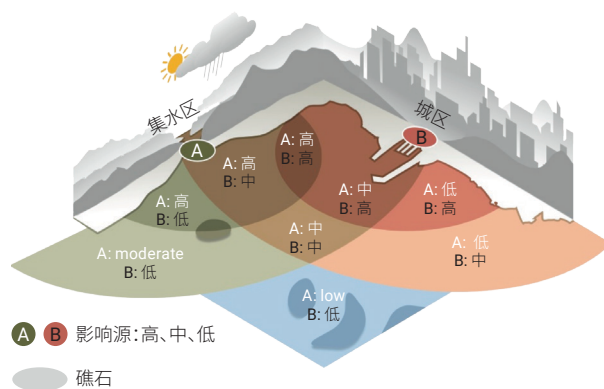 集水区
城区
A
B
A: 高
B: 高
A: 高
B: 中
A: 中
B: 高
A: 低
B: 高
A: 高
B: 低
A: 中
B: 中
A: 低
B: 中
A: moderate
B: 低
A: low
B: 低
A B 影响源：高、中、低
礁石